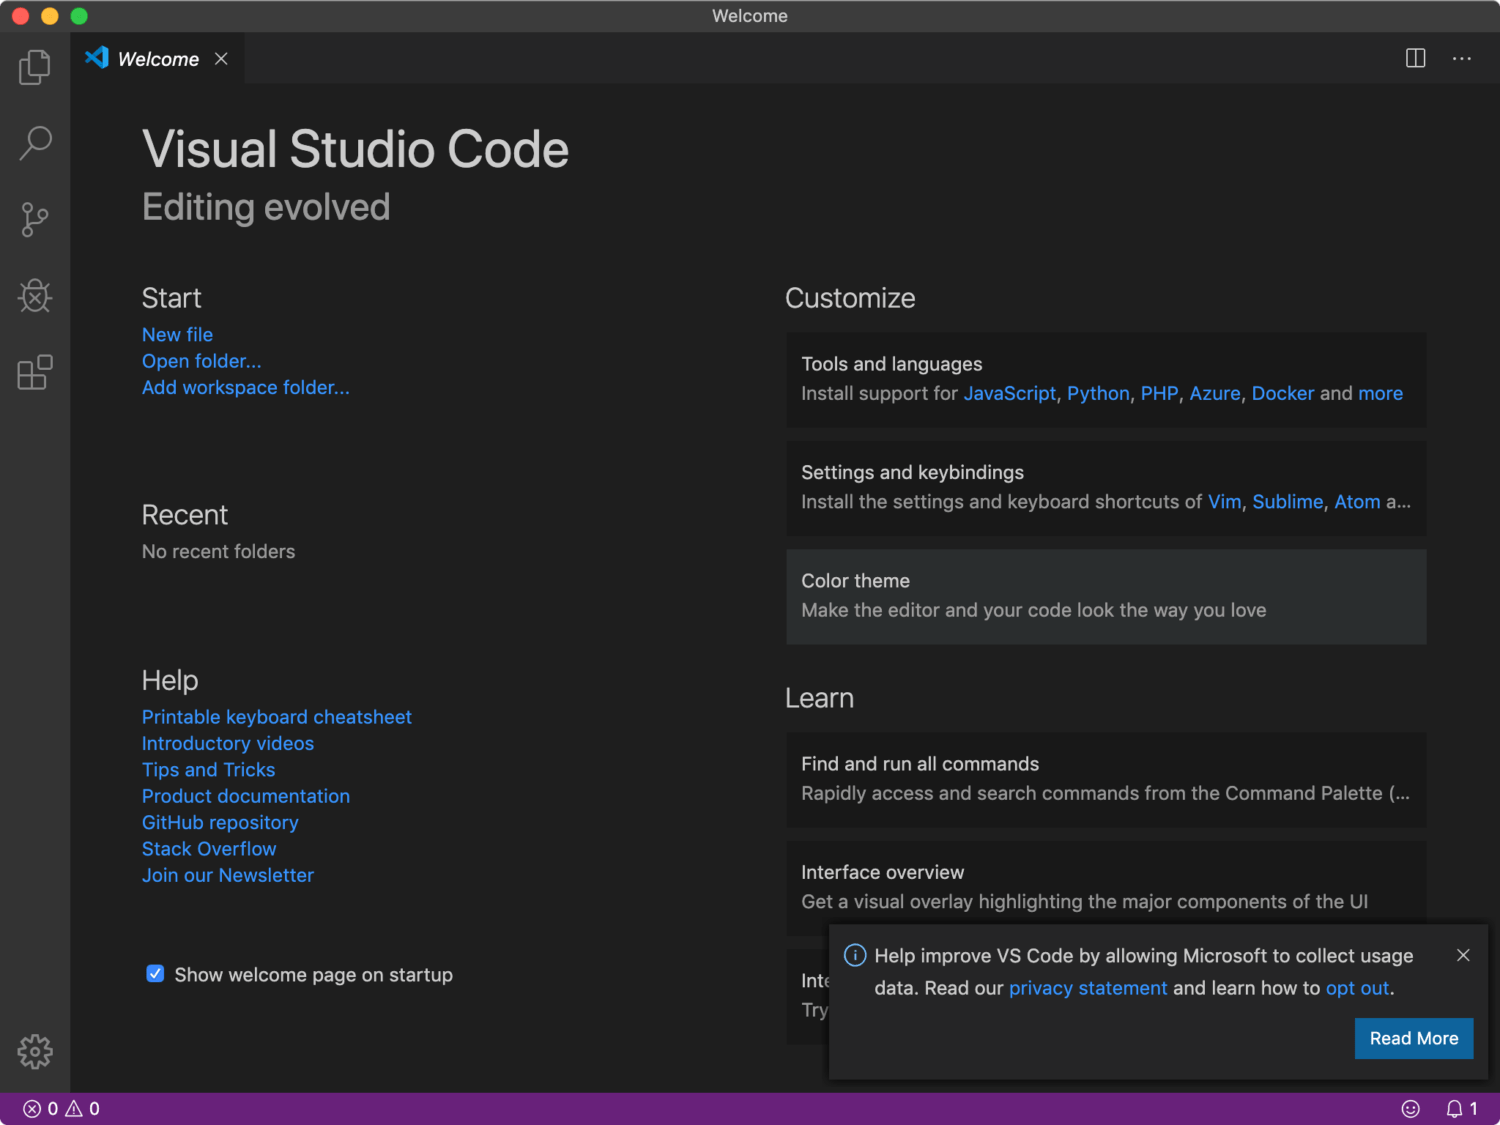 Welcome
Welcome
Visual Studio Code
Editing evolved
Start
New file
Open folder...
Add workspace folder...
Recent
No recent folders
Help
Printable keyboard cheatsheet
Introductory videos
Tips and Tricks
Product documentation
GitHub repository
Stack Overflow
Join our Newsletter
Show welcome page on startup
Customize
Tools and languages
Install support for JavaScript, Python, PHP, Azure, Docker and more
Settings and keybindings
Install the settings and keyboard shortcuts of Vim, Sublime, Atom a...
Color theme
Make the editor and your code look the way you love
Learn
Find and run all commands
Rapidly access and search commands from the Command Palette (...
Interface overview
Get a visual overlay highlighting the major components of the UI
Try
Help improve VS Code by allowing Microsoft to collect usage
data. Read our privacy statement and learn how to opt out.
Read More
0 0
1